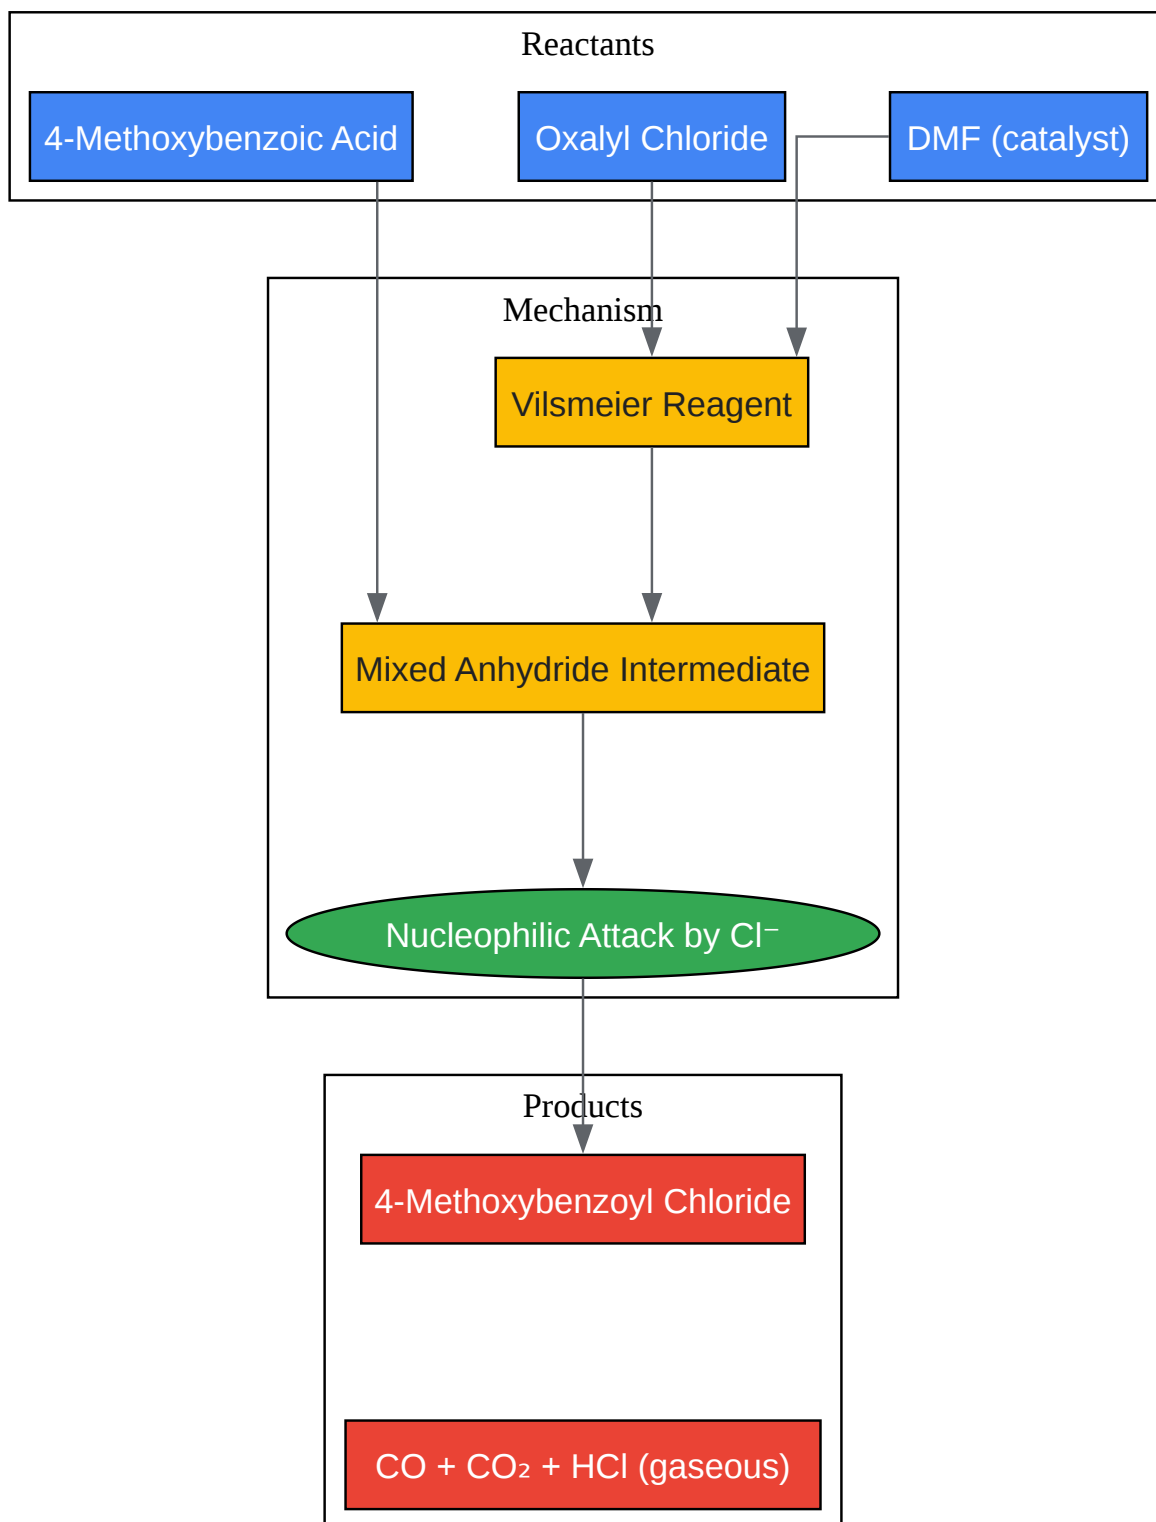 Reactants
4-Methoxybenzoic Acid
Oxalyl Chloride
DMF (catalyst)
Mechanism
Vilsmeier Reagent
Mixed Anhydride Intermediate
Nucleophilic Attack by Cl⁻
Products
4-Methoxybenzoyl Chloride
CO + CO₂ + HCl (gaseous)